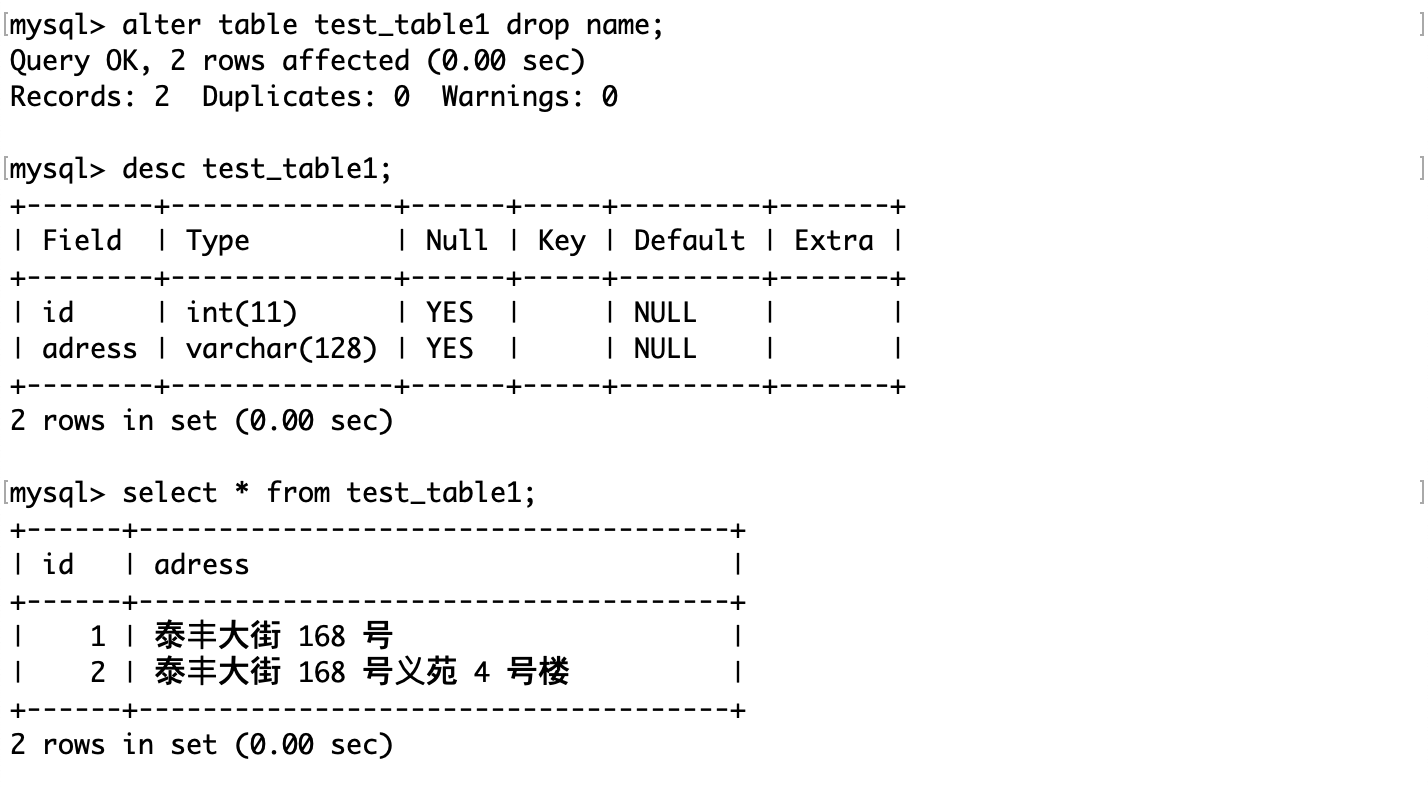 [mysql> alter table test_table1 drop name; ]
Query OK, 2 rows affected (0.00 sec)
Records: 2  Duplicates: 0  Warnings: 0
[mysql> desc test_table1; ]
+--------+--------------+------+-----+---------+-------+
| Field  | Type         | Null | Key | Default | Extra |
+--------+--------------+------+-----+---------+-------+
| id     | int(11)      | YES  |     | NULL    |       |
| adress | varchar(128) | YES  |     | NULL    |       |
+--------+--------------+------+-----+---------+-------+
2 rows in set (0.00 sec)
[mysql> select * from test_table1; ]
+------+-------------------------------------+
| id   | adress                              |
+------+-------------------------------------+
|    1 | 泰丰大街 168 号                     |
|    2 | 泰丰大街 168 号义苑 4 号楼          |
+------+-------------------------------------+
2 rows in set (0.00 sec)